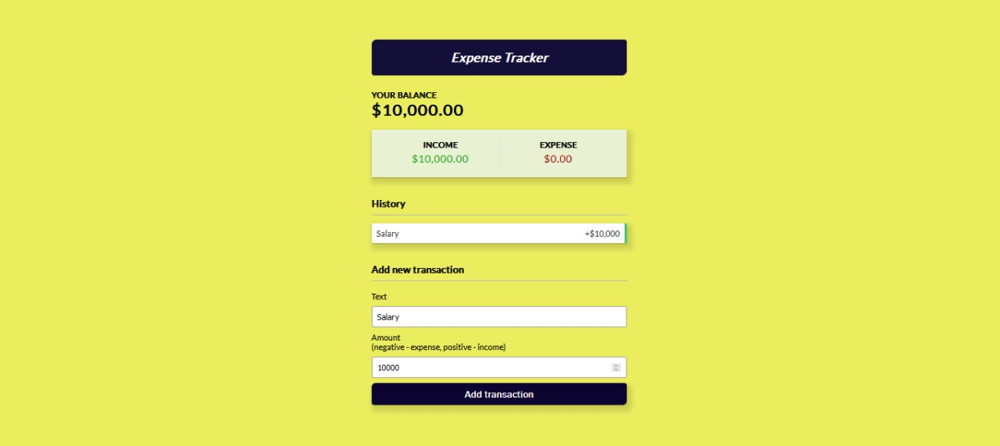 Expense Tracker
YOUR BALANCE
$10,000.00
INCOME EXPENSE
$10,000.00 $0.00
History
Salary +$10,000
Add new transaction
Text
Salary
Amount
(negative - expense, positive - income)
10000
Add transaction